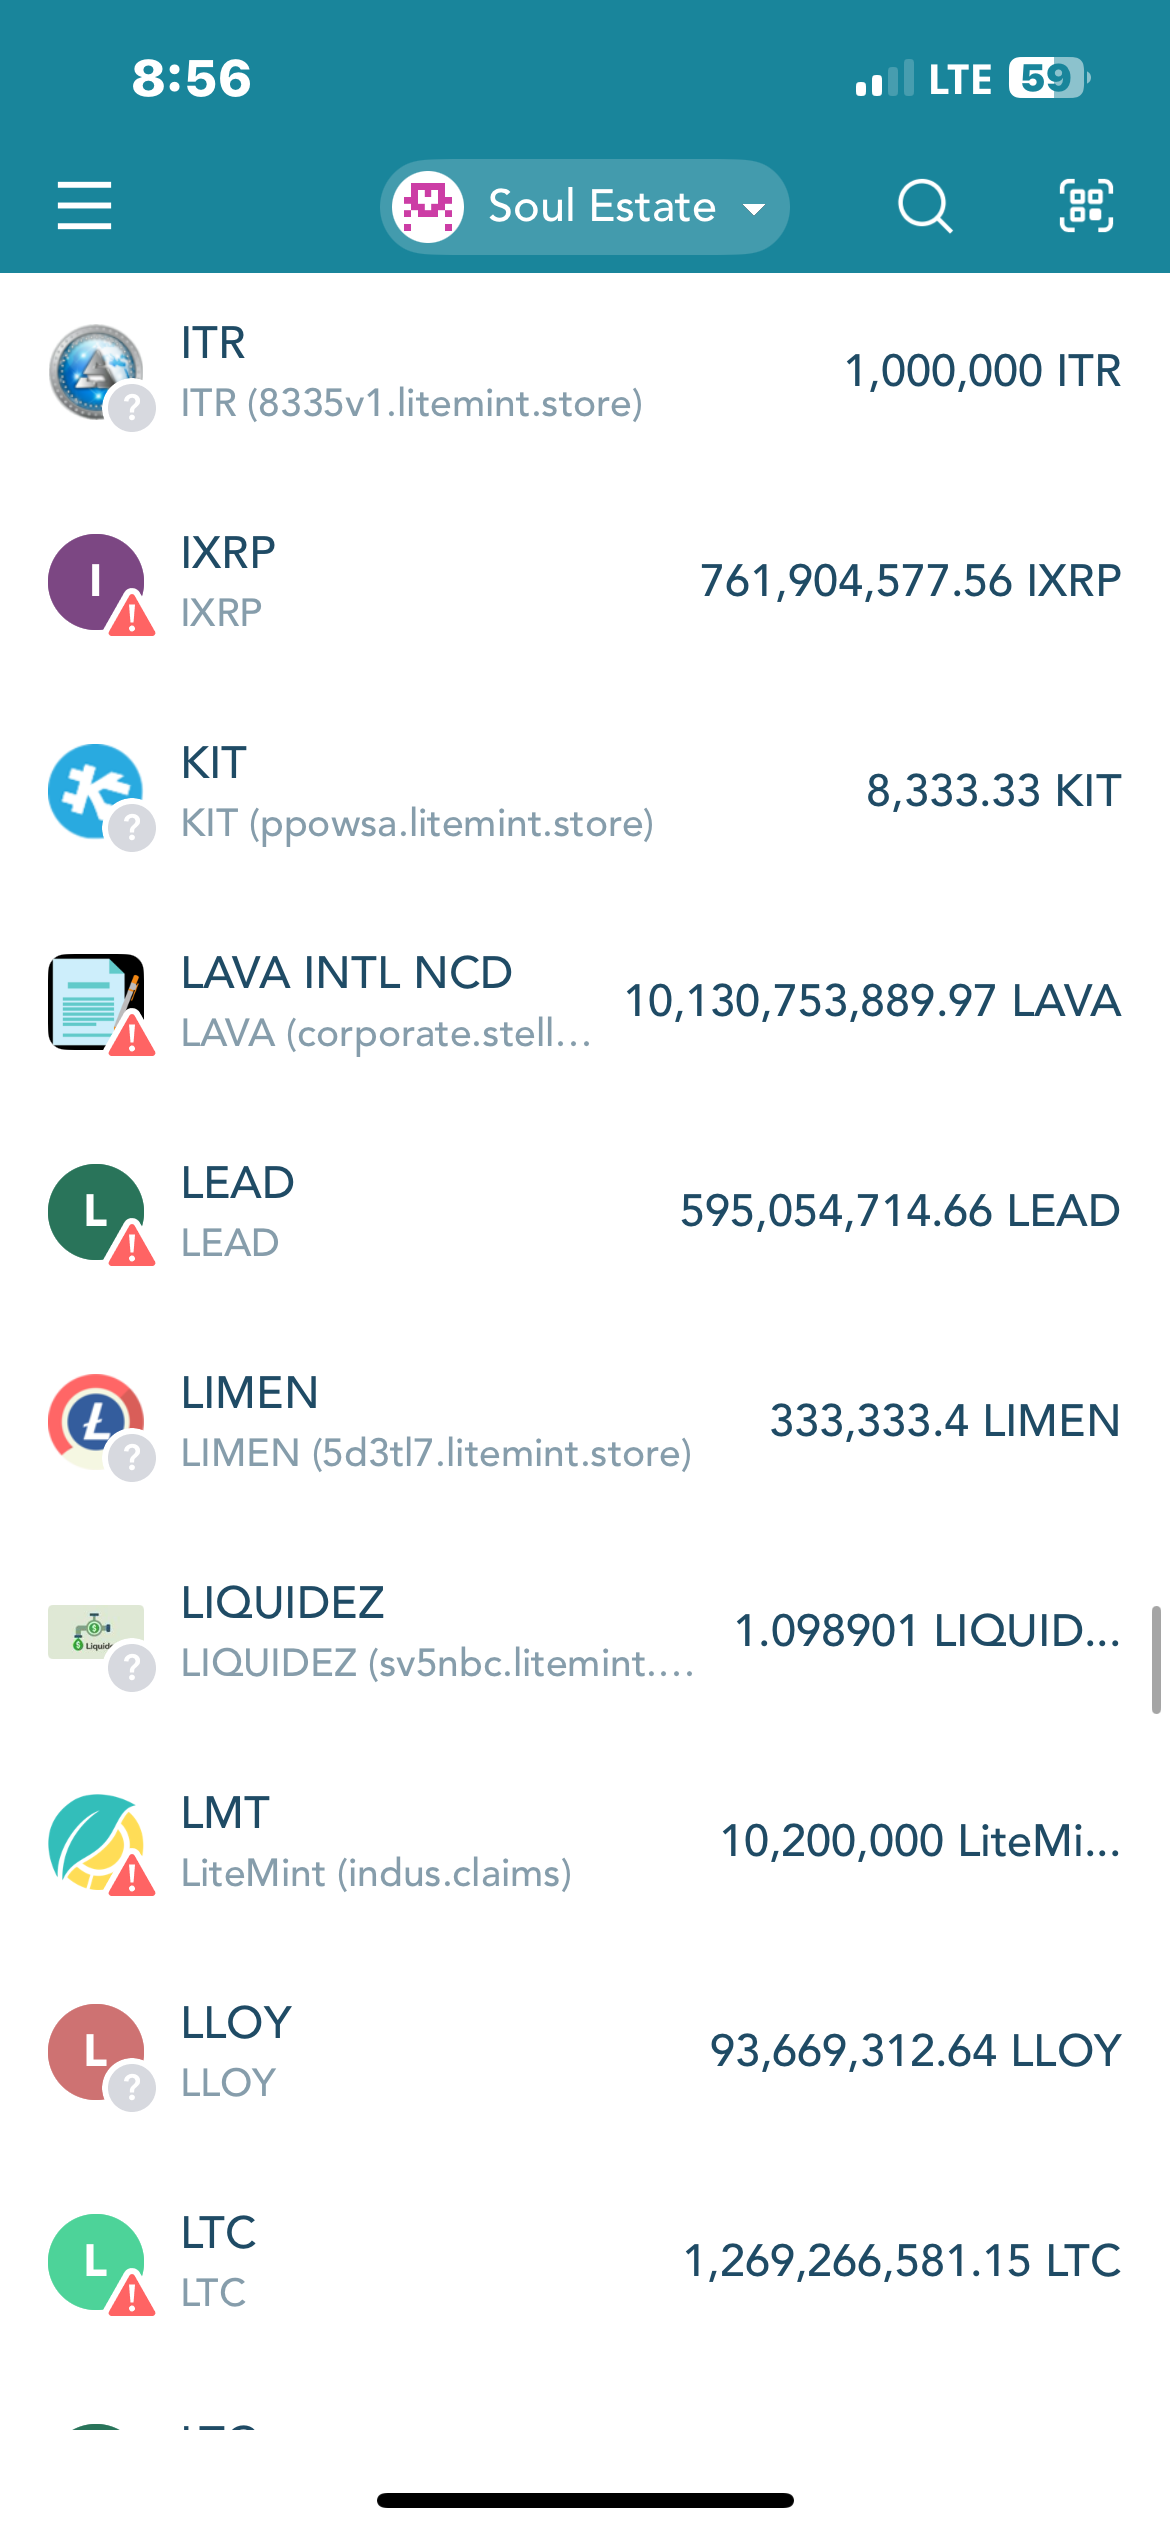 8:56
LTE 59
Soul Estate
ITR
1,000,000 ITR
ITR (8335v1.litemint.store)
I
IXRP
761,904,577.56 IXRP
IXRP
KIT
8,333.33 KIT
KIT (ppowsa.litemint.store)
LAVA INTL NCD
10,130,753,889.97 LAVA
LAVA (corporate.stell...
L
LEAD
595,054,714.66 LEAD
LEAD
LIMEN
333,333.4 LIMEN
LIMEN (5d3tl7.litemint.store)
LIQUIDEZ
1.098901 LIQUID...
LIQUIDEZ (sv5nbc.litemint....
LMT
10,200,000 LiteMi...
LiteMint (indus.claims)
L
LLOY
93,669,312.64 LLOY
LLOY
L
LTC
1,269,266,581.15 LTC
LTC